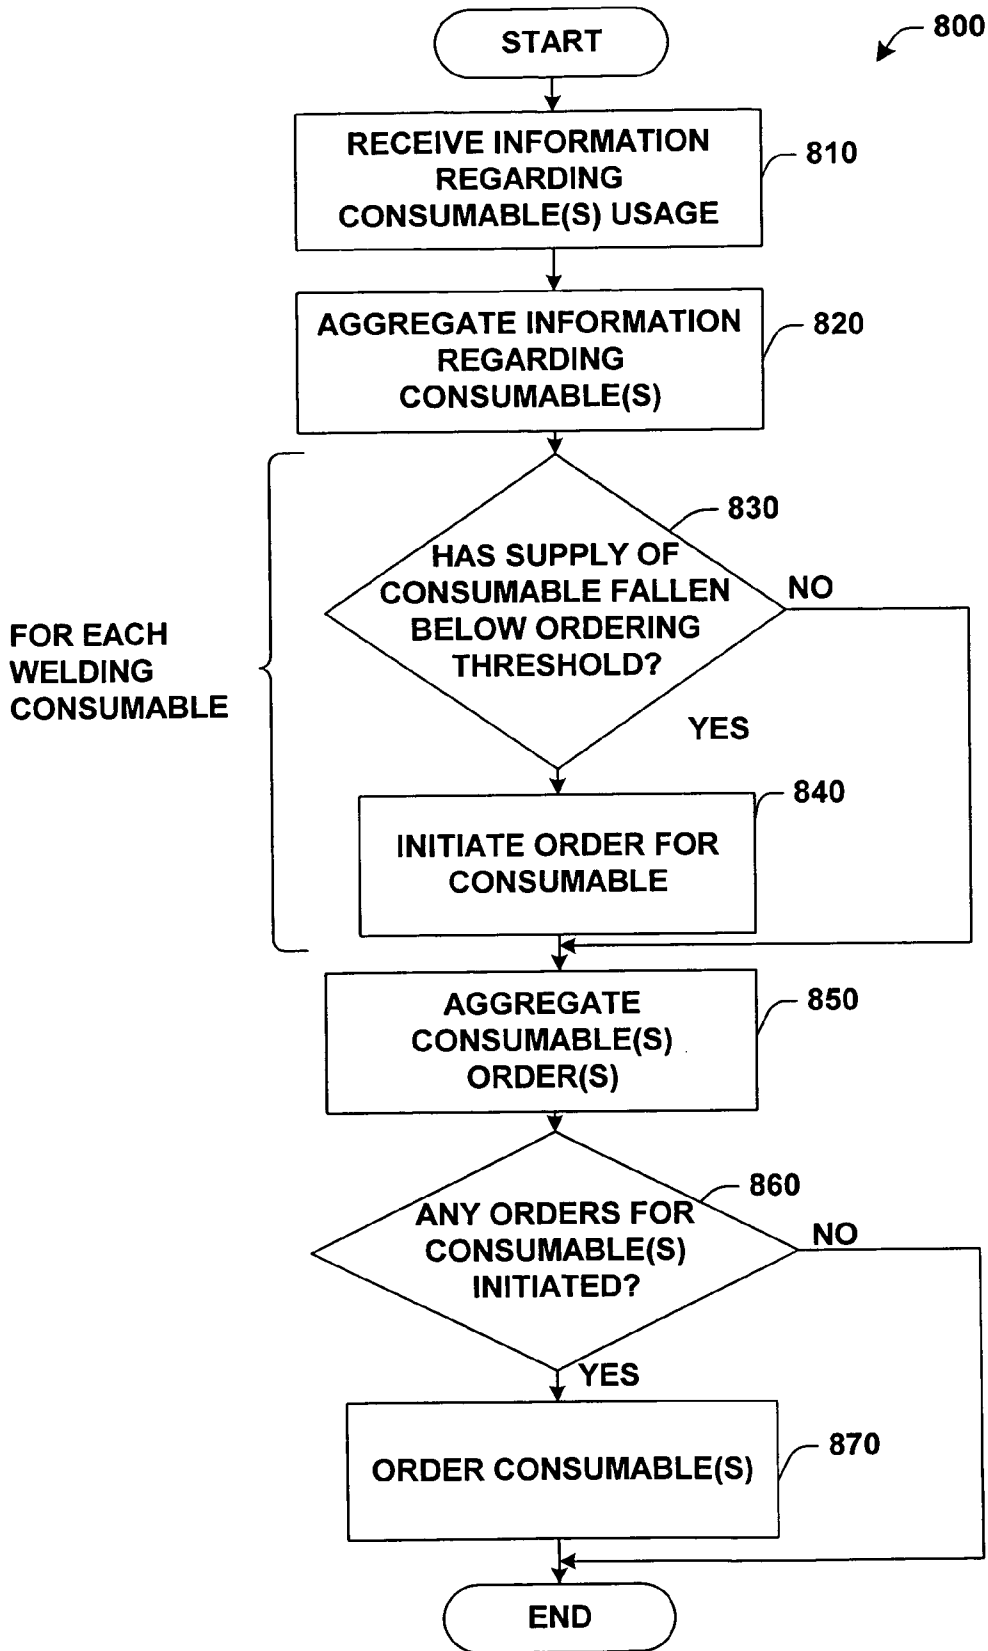 START
800
RECEIVE INFORMATION
REGARDING
CONSUMABLE(S) USAGE
810
AGGREGATE INFORMATION
REGARDING
CONSUMABLE(S)
820
830
HAS SUPPLY OF
CONSUMABLE FALLEN
BELOW ORDERING
THRESHOLD?
NO
FOR EACH
WELDING
CONSUMABLE
YES
840
INITIATE ORDER FOR
CONSUMABLE
AGGREGATE
CONSUMABLE(S)
ORDER(S)
850
860
ANY ORDERS FOR
CONSUMABLE(S)
INITIATED?
NO
YES
ORDER CONSUMABLE(S)
870
END